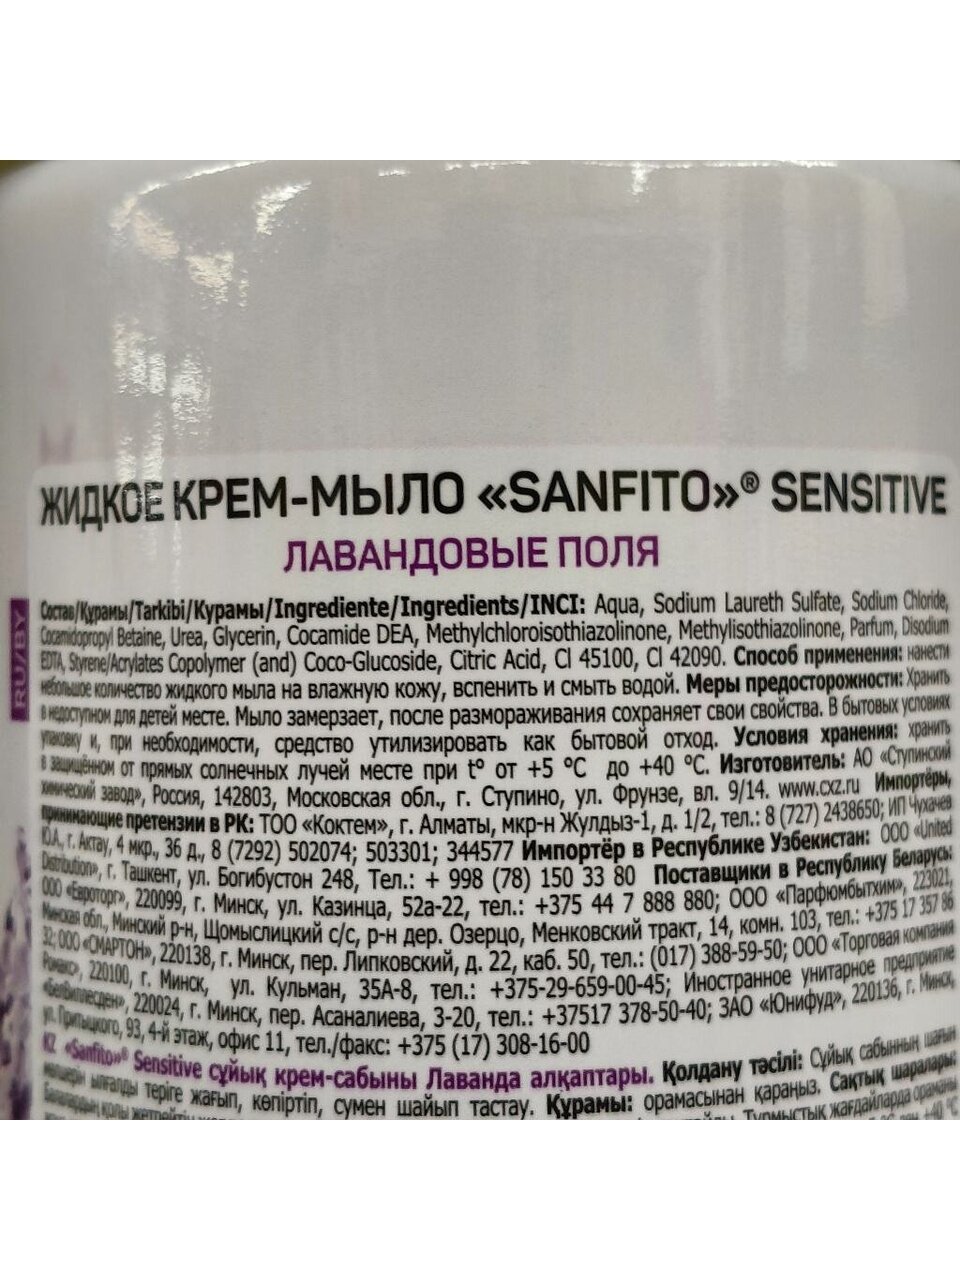 ЖИДКОЕ КРЕМ-МЫЛО «SANFITO»® SENSITIVE
ЛАВАНДОВЫЕ ПОЛЯ
RU/BY
Состав/Құрамы/Tarkibi/Курамы/Ingrediente/Ingredients/INCI: Aqua, Sodium Laureth Sulfate, Sodium Chloride,
Cocamidopropyl Betaine, Urea, Glycerin, Cocamide DEA, Methylchloroisothiazolinone, Methylisothiazolinone, Parfum, Disodium
EDTA, Styrene/Acrylates Copolymer (and) Coco-Glucoside, Citric Acid, CI 45100, CI 42090. Способ применения: нанести
небольшое количество жидкого мыла на влажную кожу, вспенить и смыть водой. Меры предосторожности: Хранить
в недоступном для детей месте. Мыло замерзает, после размораживания сохраняет свои свойства. В бытовых условиях
упаковку и, при необходимости, средство утилизировать как бытовой отход. Условия хранения: хранить
в защищённом от прямых солнечных лучей месте при t° от +5 °C до +40 °C. Изготовитель: АО «Ступинский
химический завод», Россия, 142803, Московская обл., г. Ступино, ул. Фрунзе, вл. 9/14. www.cxz.ru Импортёры,
принимающие претензии в РК: ТОО «Коктем», г. Алматы, мкр-н Жулдыз-1, д. 1/2, тел.: 8 (727) 2438650; ИП Чухачев
Ю.А., г. Актау, 4 мкр., 36 д., 8 (7292) 502074; 503301; 344577 Импортёр в Республике Узбекистан: ООО «United
Distribution», г. Ташкент, ул. Богибустон 248, Тел.: + 998 (78) 150 33 80 Поставщики в Республику Беларусь:
ООО «Евроторг», 220099, г. Минск, ул. Казинца, 52а-22, тел.: +375 44 7 888 880; ООО «Парфюмбытхим», 223021,
Минская обл., Минский р-н, Щомыслицкий с/с, р-н дер. Озерцо, Менковский тракт, 14, комн. 103, тел.: +375 17 357 86
32; ООО «СМАРТОН», 220138, г. Минск, пер. Липковский, д. 22, каб. 50, тел.: (017) 388-59-50; ООО «Торговая компания
Ромакс», 220100, г. Минск, ул. Кульман, 35А-8, тел.: +375-29-659-00-45; Иностранное унитарное предприятие
«БелВиллесден», 220024, г. Минск, пер. Асаналиева, 3-20, тел.: +37517 378-50-40; ЗАО «Юнифуд», 220136, г. Минск,
ул. Притыцкого, 93, 4-й этаж, офис 11, тел./факс: +375 (17) 308-16-00
KZ «Sanfito»® Sensitive сұйық крем-сабыны Лаванда алқаптары. Қолдану тәсілі: Сұйық сабынның шағын
мөлшерін ылғалды теріге жағып, көпіртіп, сумен шайып тастау. Құрамы: орамасынан қараңыз. Сақтық шаралары:
Балалардың қолы жетпейтін Тұрмыстық жағдайларда ораманы